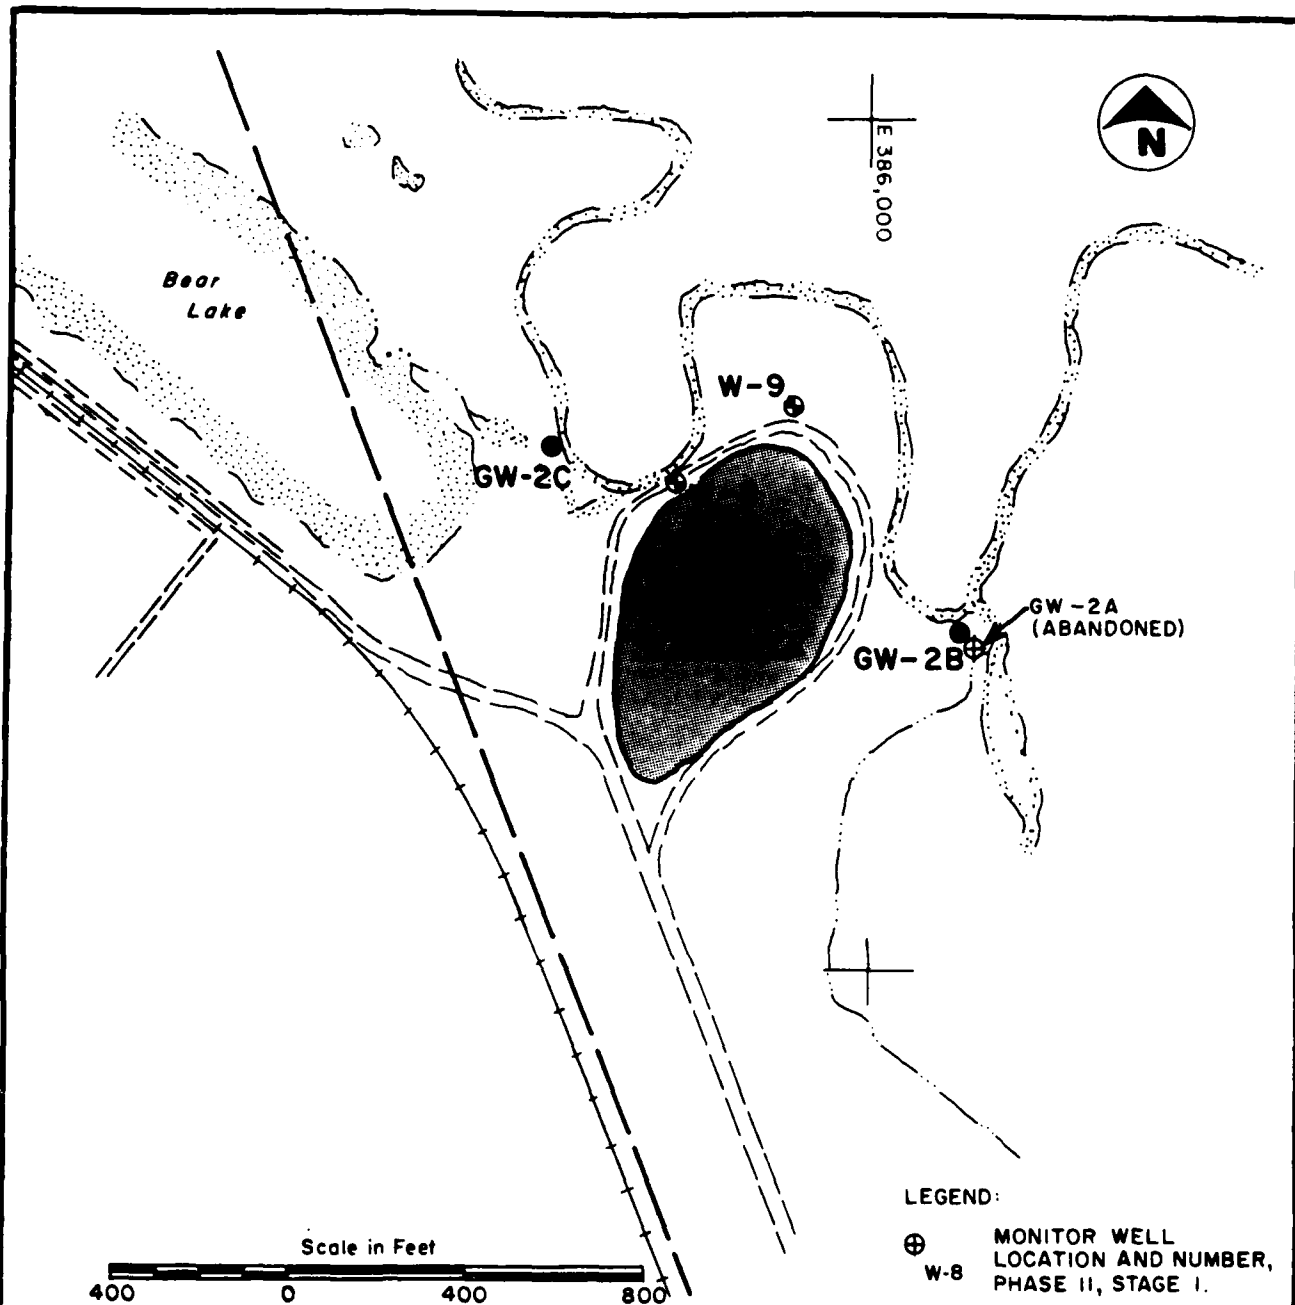 N
E 386,000
Bear
Lake
W-9
GW-2C
GW-2A
(ABANDONED)
GW-2B
LEGEND:
MONITOR WELL
LOCATION AND NUMBER,
W-8
PHASE II, STAGE I.
Scale in Feet
400 0 400 800